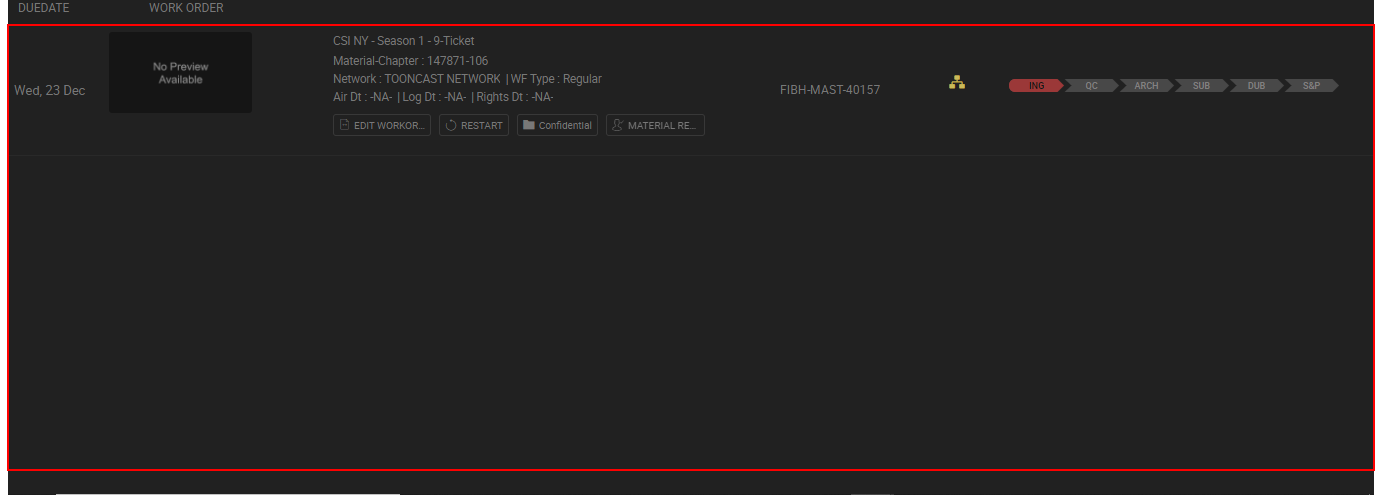 DUEDATE WORK ORDER
CSI NY - Season 1 - 9-Ticket
No Preview
Available
Material-Chapter : 147871-106
Network : TOONCAST NETWORK | WF Type : Regular
Wed, 23 Dec
Air Dt : -NA- | Log Dt : -NA- | Rights Dt : -NA-
EDIT WORKOR... RESTART Confidential MATERIAL RE...
FIBH-MAST-40157
ING QC ARCH SUB DUB S&P